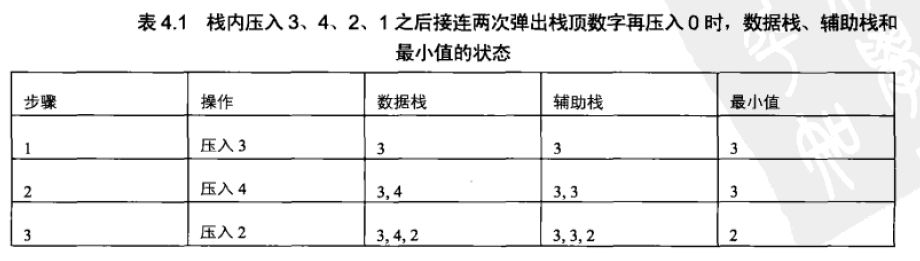 表 4.1 栈内压入 3、4、2、1 之后接连两次弹出栈顶数字再压入 0 时，数据栈、辅助栈和
最小值的状态
步骤 操作 数据栈 辅助栈 最小值
1 压入 3 3 3 3
2 压入 4 3, 4 3, 3 3
3 压入 2 3, 4, 2 3, 3, 2 2